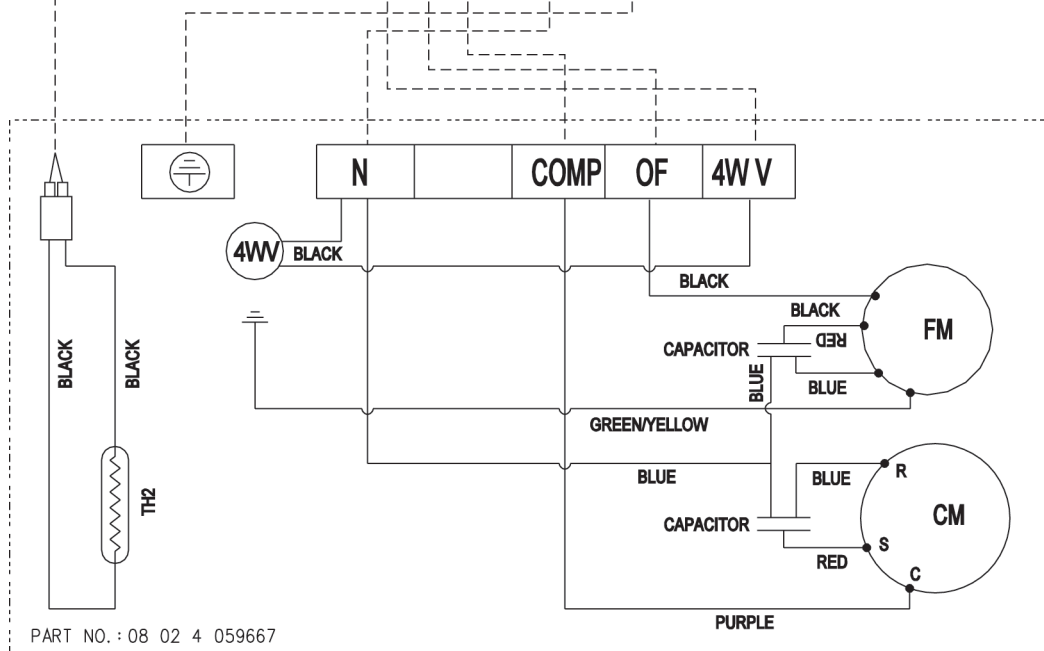 N COMP OF 4W V
4WV
BLACK
BLACK
BLACK
RED
FM
CAPACITOR
BLUE
BLUE
BLACK
BLACK
GREEN/YELLOW
TH2
BLUE
BLUE
R
CM
CAPACITOR
S
RED
C
PURPLE
PART NO.:08 02 4 059667